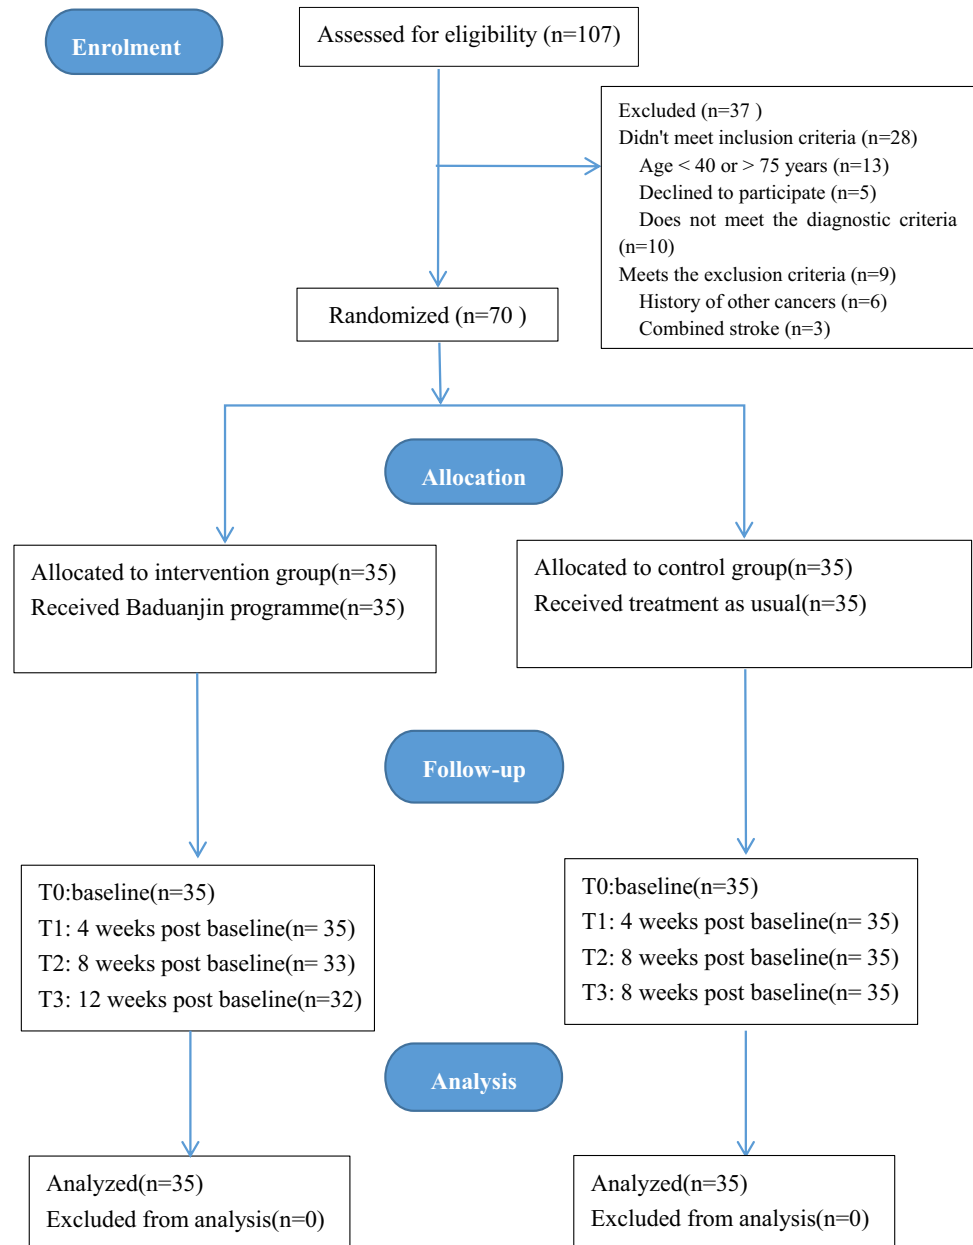 Enrolment
Assessed for eligibility (n=107)
Excluded (n=37 )
Didn't meet inclusion criteria (n=28)
Age < 40 or > 75 years (n=13)
Declined to participate (n=5)
Does not meet the diagnostic criteria
(n=10)
Meets the exclusion criteria (n=9)
History of other cancers (n=6)
Combined stroke (n=3)
Randomized (n=70 )
Allocation
Allocated to intervention group(n=35)
Received Baduanjin programme(n=35)
Allocated to control group(n=35)
Received treatment as usual(n=35)
Follow-up
T0:baseline(n=35)
T1: 4 weeks post baseline(n= 35)
T2: 8 weeks post baseline(n= 33)
T3: 12 weeks post baseline(n=32)
T0:baseline(n=35)
T1: 4 weeks post baseline(n= 35)
T2: 8 weeks post baseline(n= 35)
T3: 8 weeks post baseline(n= 35)
Analysis
Analyzed(n=35)
Excluded from analysis(n=0)
Analyzed(n=35)
Excluded from analysis(n=0)